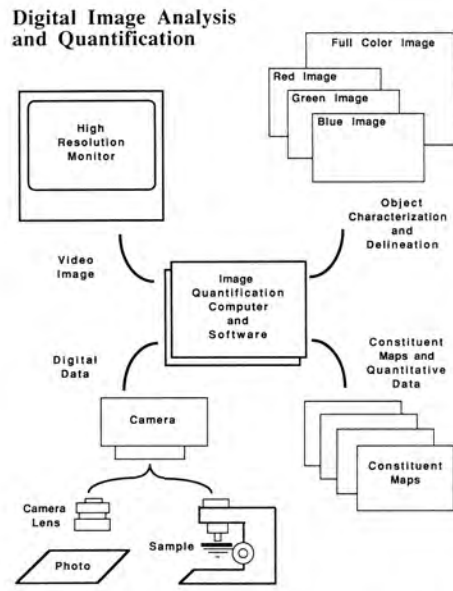 Digital Image Analysis
and Quantification
Full Color Image
Red Image
Green Image
Blue Image
High
Resolution
Monitor
Object
Characterization
and
Delineation
Video
Image
Image
Quantification
Computer
and
Software
Digital
Data
Constituent
Maps and
Quantitative
Data
Camera
Constituent
Maps
Camera
Lens
Sample
Photo